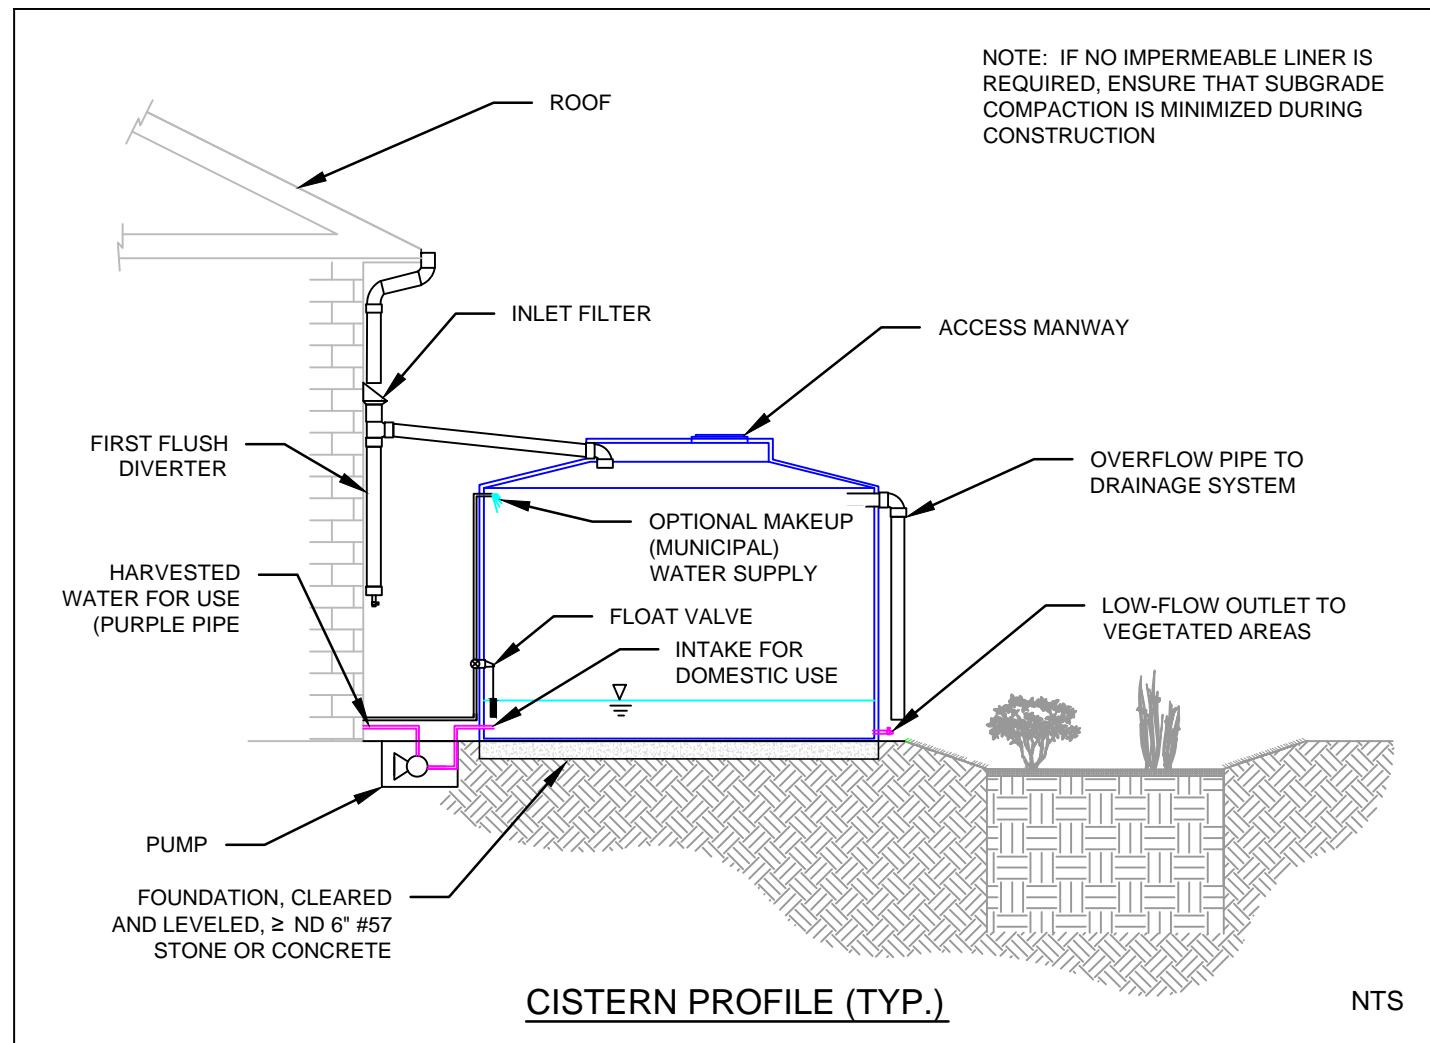 NOTE: IF NO IMPERMEABLE LINER IS
REQUIRED, ENSURE THAT SUBGRADE
COMPACTION IS MINIMIZED DURING
CONSTRUCTION
ROOF
INLET FILTER
ACCESS MANWAY
FIRST FLUSH
DIVERTER
OVERFLOW PIPE TO
DRAINAGE SYSTEM
OPTIONAL MAKEUP
(MUNICIPAL)
WATER SUPPLY
HARVESTED
WATER FOR USE
(PURPLE PIPE
FLOAT VALVE
LOW-FLOW OUTLET TO
VEGETATED AREAS
INTAKE FOR
DOMESTIC USE
PUMP
FOUNDATION, CLEARED
AND LEVELED, ≥ ND 6" #57
STONE OR CONCRETE
CISTERN PROFILE (TYP.)
NTS